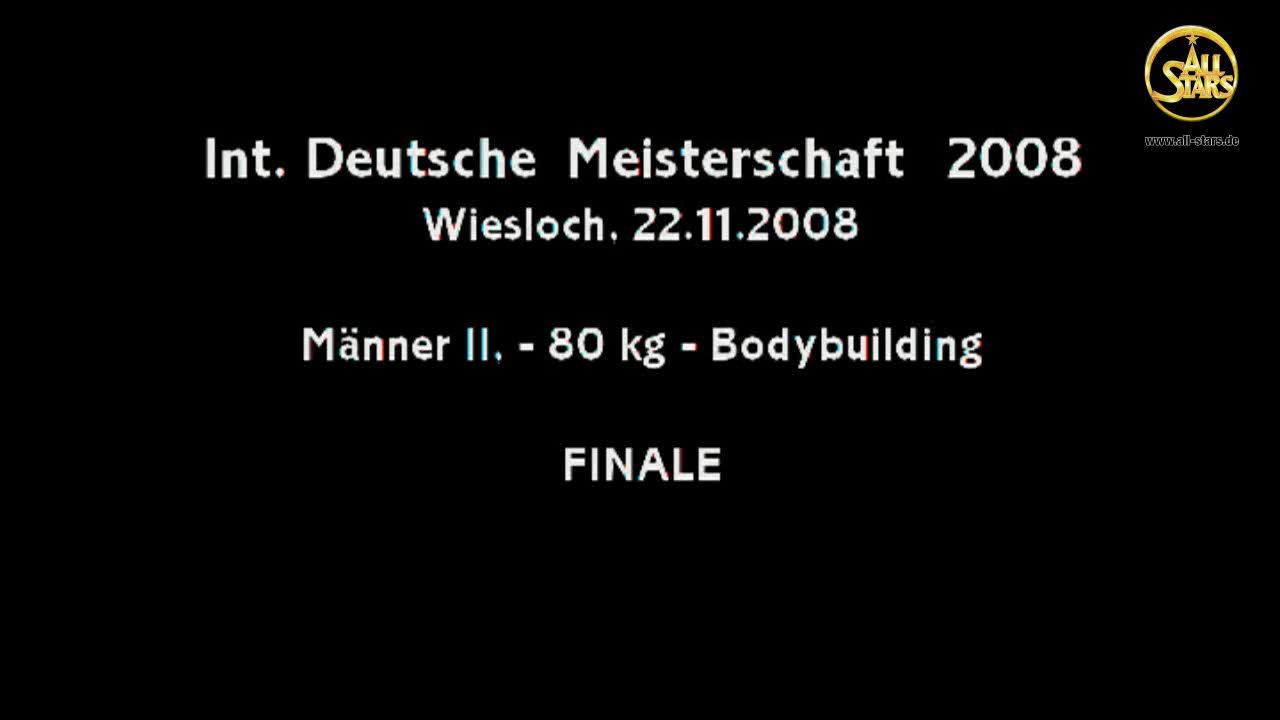 ALL
STARS
www.all-stars.de
Int. Deutsche Meisterschaft 2008
Wiesloch, 22.11.2008
Männer II. - 80 kg - Bodybuilding
FINALE